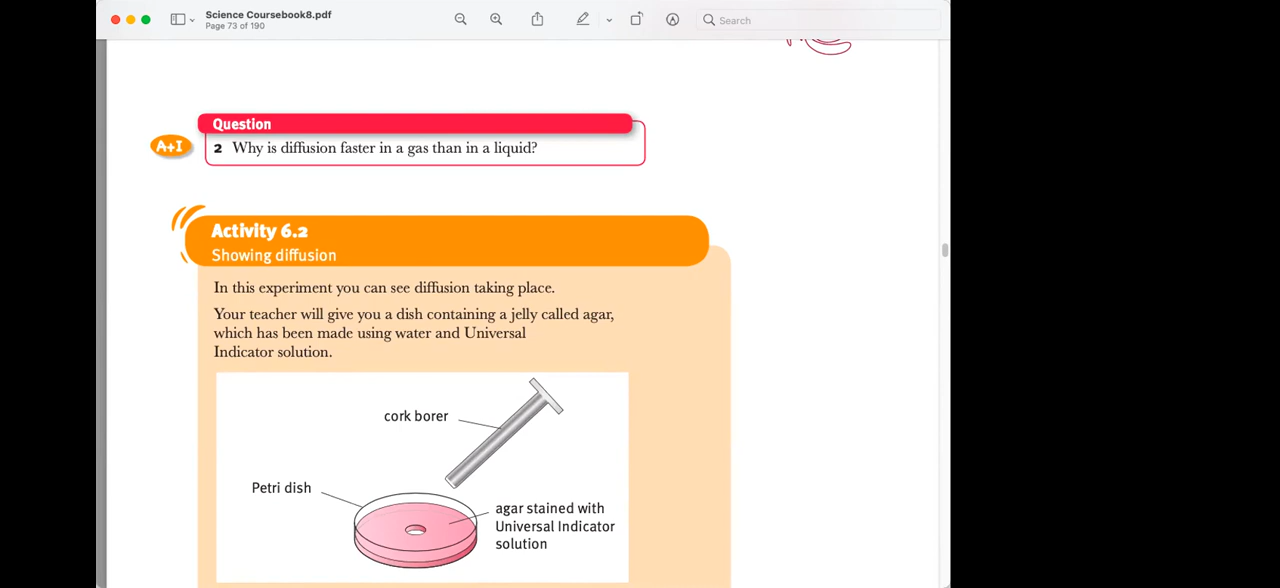 Science Coursebook8.pdf
Page 73 of 190
Search
Question
A+I
2 Why is diffusion faster in a gas than in a liquid?
Activity 6.2
Showing diffusion
In this experiment you can see diffusion taking place.
Your teacher will give you a dish containing a jelly called agar,
which has been made using water and Universal
Indicator solution.
cork borer
Petri dish
agar stained with
Universal Indicator
solution